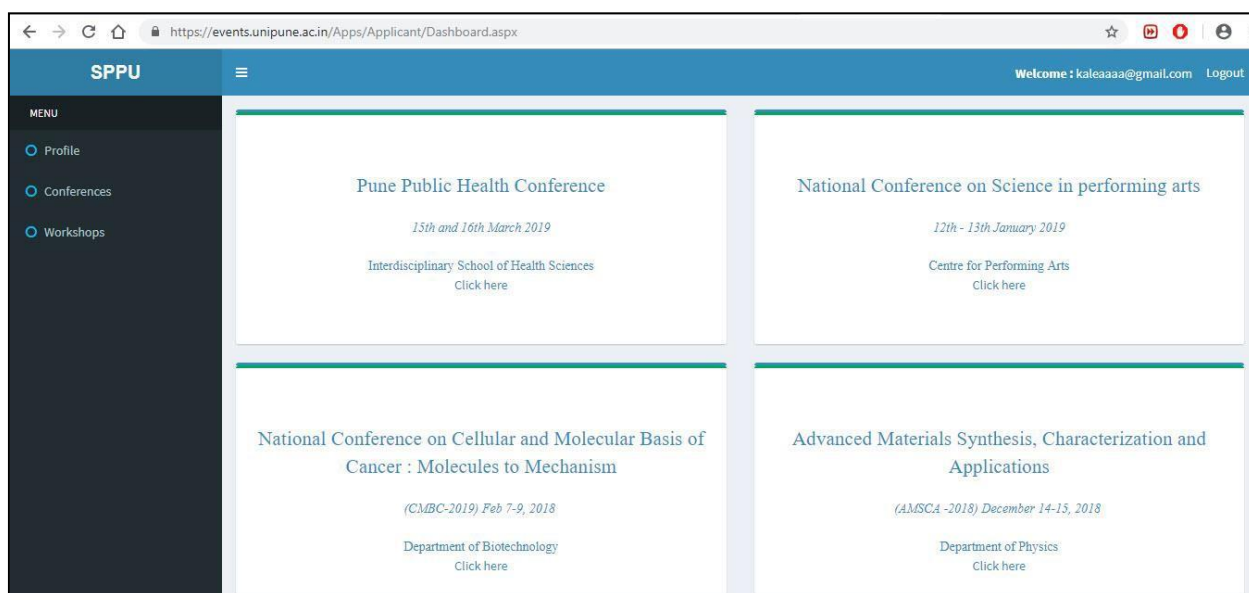 https://events.unipune.ac.in/Apps/Applicant/Dashboard.aspx
SPPU
Welcome : kaleaaaa@gmail.com Logout
MENU
Profile
Conferences
Workshops
Pune Public Health Conference
15th and 16th March 2019
Interdisciplinary School of Health Sciences
Click here
National Conference on Science in performing arts
12th - 13th January 2019
Centre for Performing Arts
Click here
National Conference on Cellular and Molecular Basis of
Cancer : Molecules to Mechanism
(CMBC-2019) Feb 7-9, 2018
Department of Biotechnology
Click here
Advanced Materials Synthesis, Characterization and
Applications
(AMSCA -2018) December 14-15, 2018
Department of Physics
Click here